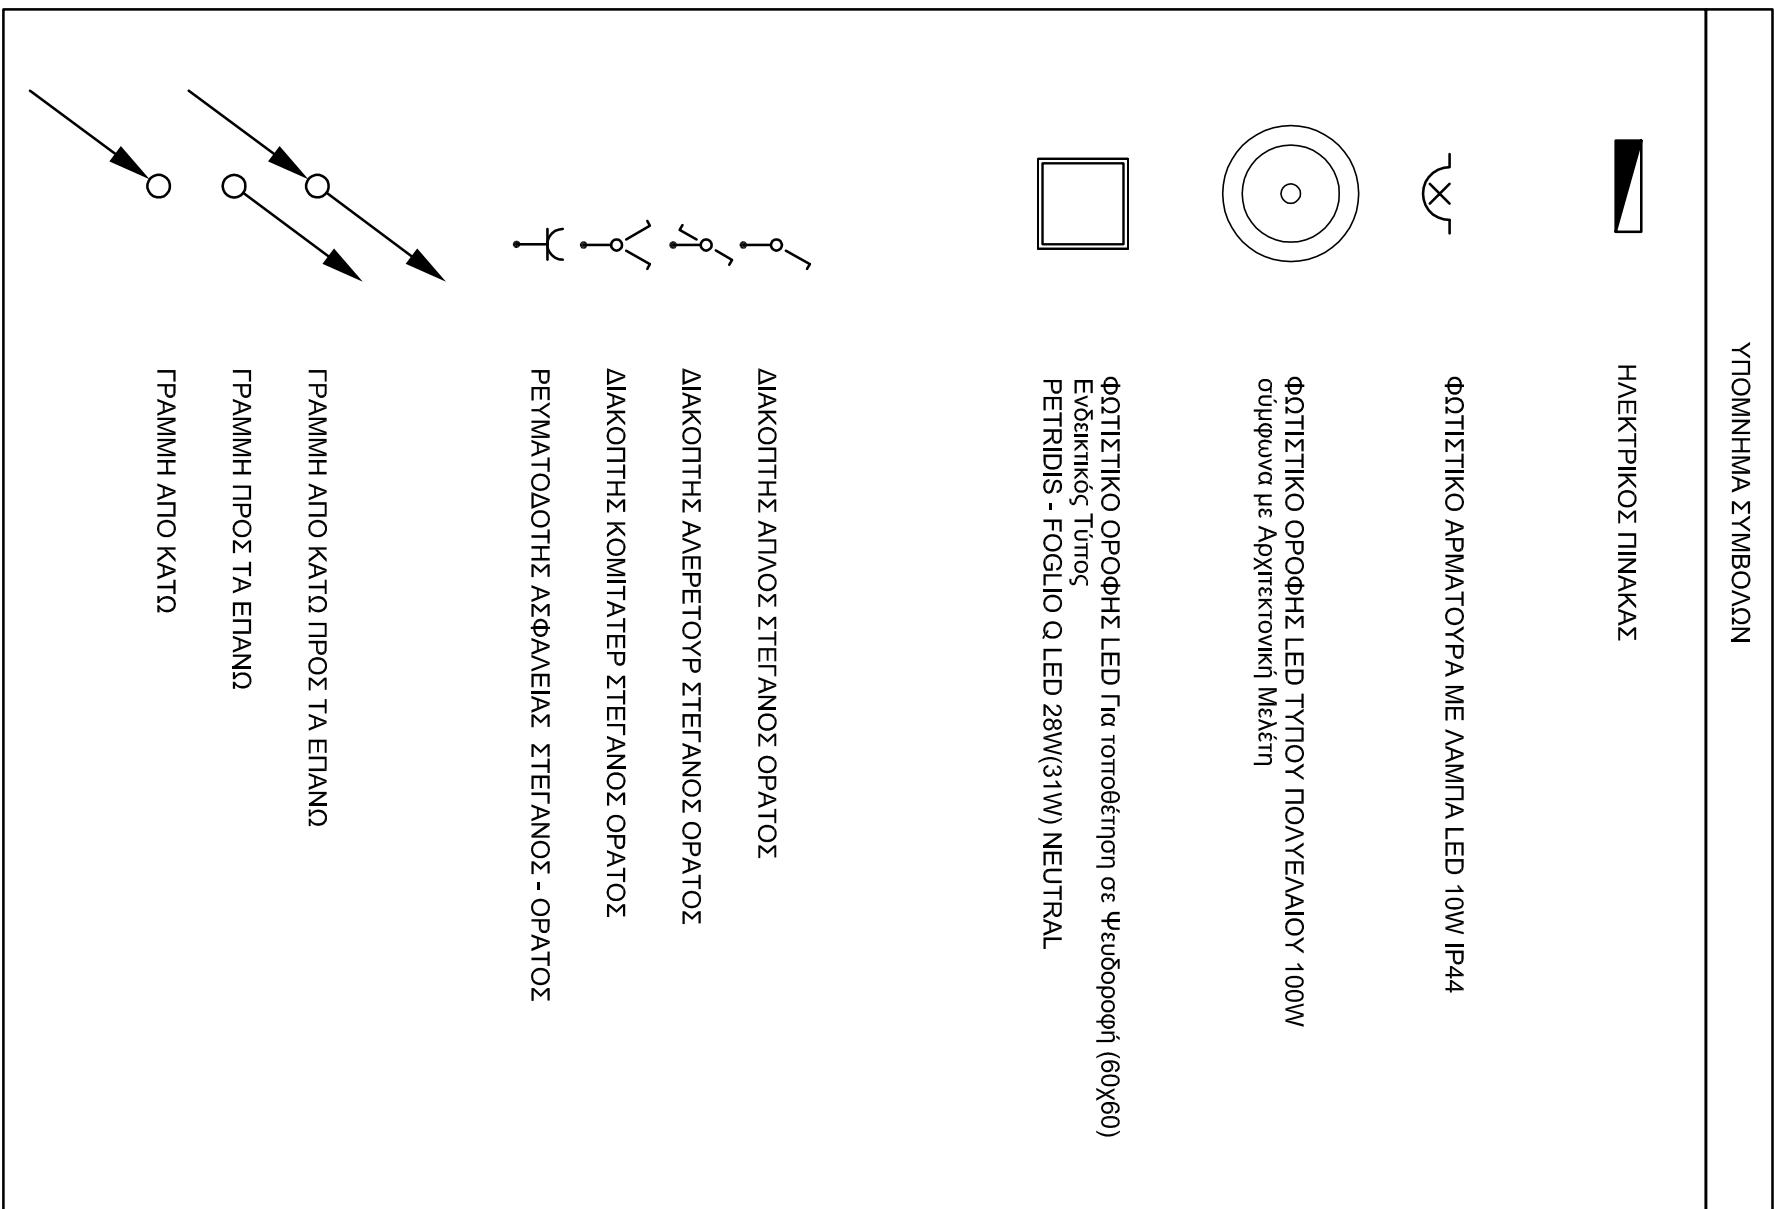 ΥΠΟΜΝΗΜΑ ΣΥΜΒΟΛΩΝ
ΗΛΕΚΤΡΙΚΟΣ ΠΙΝΑΚΑΣ
ΦΩΤΙΣΤΙΚΟ ΑΡΜΑΤΟΥΡΑ ΜΕ ΛΑΜΠΑ LED 10W IP44
ΦΩΤΙΣΤΙΚΟ ΟΡΟΦΗΣ LED ΤΥΠΟΥ ΠΟΛΥΕΛΑΙΟΥ 100W
σύμφωνα με Αρχιτεκτονική Μελέτη
ΦΩΤΙΣΤΙΚΟ ΟΡΟΦΗΣ LED Για τοποθέτηση σε Ψευδοροφή (60χ60)
Ενδεικτικός Τύπος
PETRIDIS - FOGLIO Q LED 28W(31W) NEUTRAL
ΔΙΑΚΟΠΤΗΣ ΑΠΛΟΣ ΣΤΕΓΑΝΟΣ ΟΡΑΤΟΣ
ΔΙΑΚΟΠΤΗΣ ΑΛΕΡΕΤΟΥΡ ΣΤΕΓΑΝΟΣ ΟΡΑΤΟΣ
ΔΙΑΚΟΠΤΗΣ ΚΟΜΙΤΑΤΕΡ ΣΤΕΓΑΝΟΣ ΟΡΑΤΟΣ
ΡΕΥΜΑΤΟΔΟΤΗΣ ΑΣΦΑΛΕΙΑΣ  ΣΤΕΓΑΝΟΣ - ΟΡΑΤΟΣ
ΓΡΑΜΜΗ ΑΠΟ ΚΑΤΩ ΠΡΟΣ ΤΑ ΕΠΑΝΩ
ΓΡΑΜΜΗ ΠΡΟΣ ΤΑ ΕΠΑΝΩ
ΓΡΑΜΜΗ ΑΠΟ ΚΑΤΩ